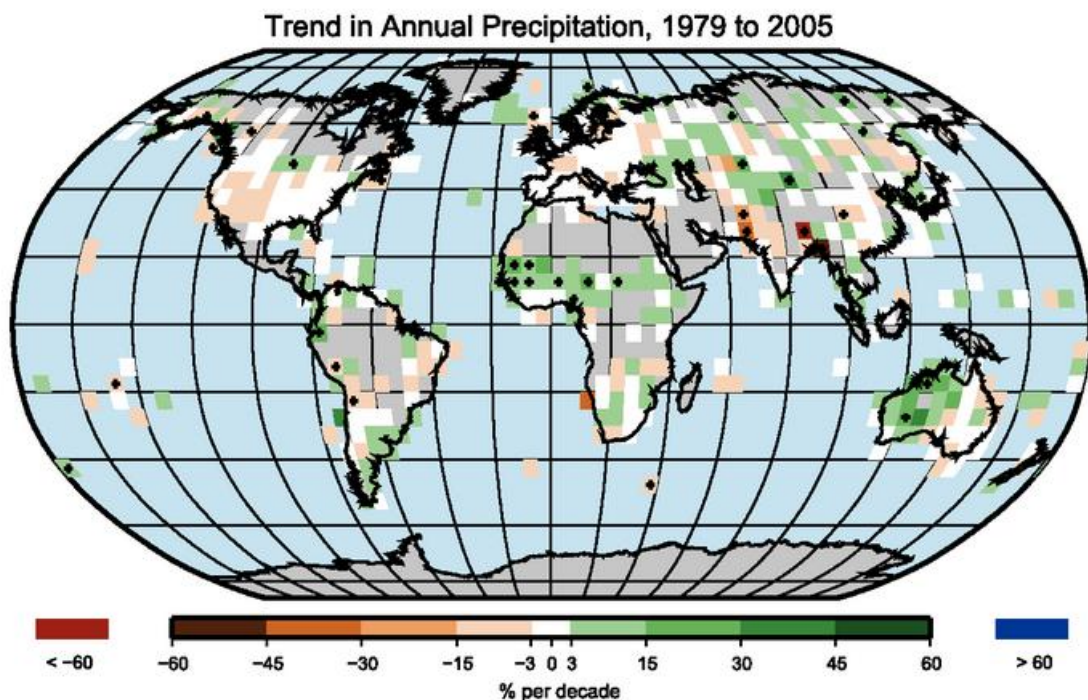 Trend in Annual Precipitation, 1979 to 2005
< −60
−60 −45 −30 −15 −3 0 3 15 30 45 60
> 60
% per decade